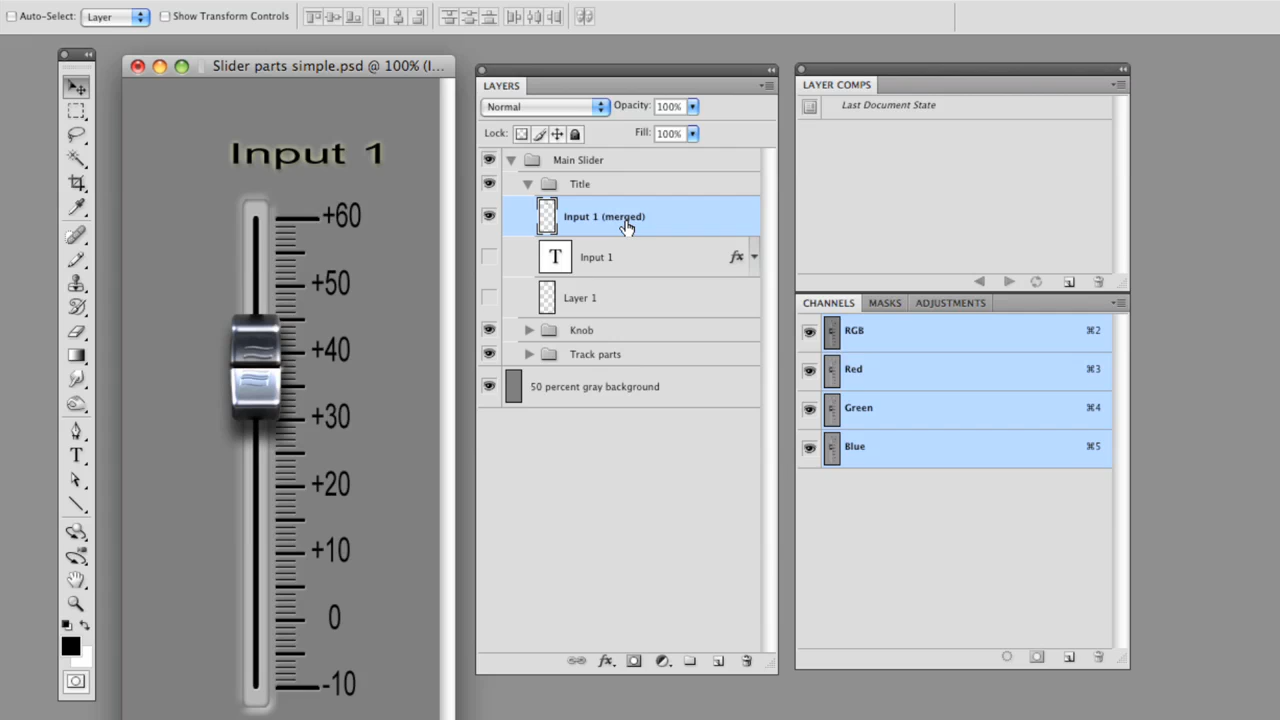 Auto-Select: Layer Show Transform Controls
Slider parts simple.psd @ 100% (I...
Input 1
+60
+50
+40
+30
+20
+10
0
-10
LAYERS
Normal Opacity: 100%
Lock: Fill: 100%
Main Slider
Title
Input 1 (merged)
T Input 1 fx
Layer 1
Knob
Track parts
50 percent gray background
fx.
LAYER COMPS
Last Document State
CHANNELS MASKS ADJUSTMENTS
RGB ⌘2
Red ⌘3
Green ⌘4
Blue ⌘5